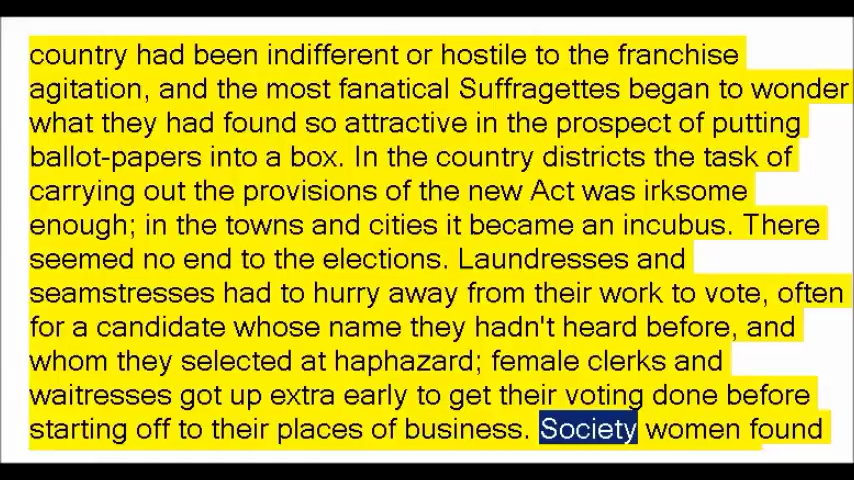 country had been indifferent or hostile to the franchise
agitation, and the most fanatical Suffragettes began to wonder
what they had found so attractive in the prospect of putting
ballot-papers into a box. In the country districts the task of
carrying out the provisions of the new Act was irksome
enough; in the towns and cities it became an incubus. There
seemed no end to the elections. Laundresses and
seamstresses had to hurry away from their work to vote, often
for a candidate whose name they hadn't heard before, and
whom they selected at haphazard; female clerks and
waitresses got up extra early to get their voting done before
starting off to their places of business. Society women found